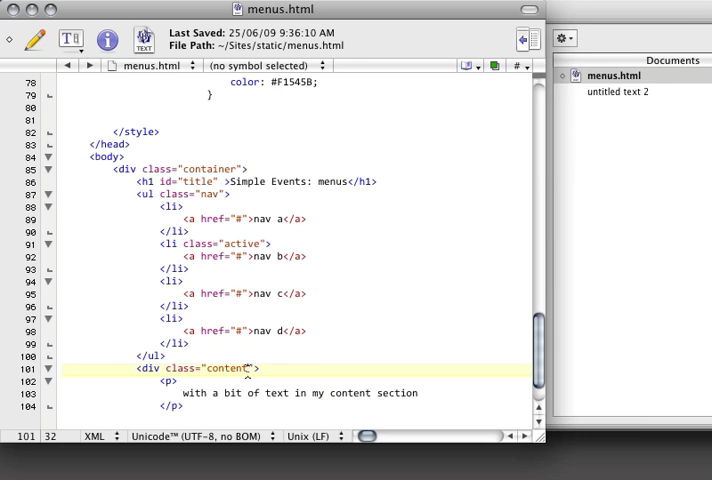 menus.html
Last Saved: 25/06/09 9:36:10 AM
File Path: ~/Sites/static/menus.html
TEXT
menus.html (no symbol selected) #
Documents
menus.html
untitled text 2
78 color: #F1545B;
79 }
80
81
82 </style>
83 </head>
84 <body>
85 <div class="container">
86 <h1 id="title" >Simple Events: menus</h1>
87 <ul class="nav">
88 <li>
89 <a href="#">nav a</a>
90 </li>
91 <li class="active">
92 <a href="#">nav b</a>
93 </li>
94 <li>
95 <a href="#">nav c</a>
96 </li>
97 <li>
98 <a href="#">nav d</a>
99 </li>
100 </ul>
101 <div class="content">
102 <p>
103 with a bit of text in my content section
104 </p>
101 32 XML Unicode™ (UTF-8, no BOM) Unix (LF)